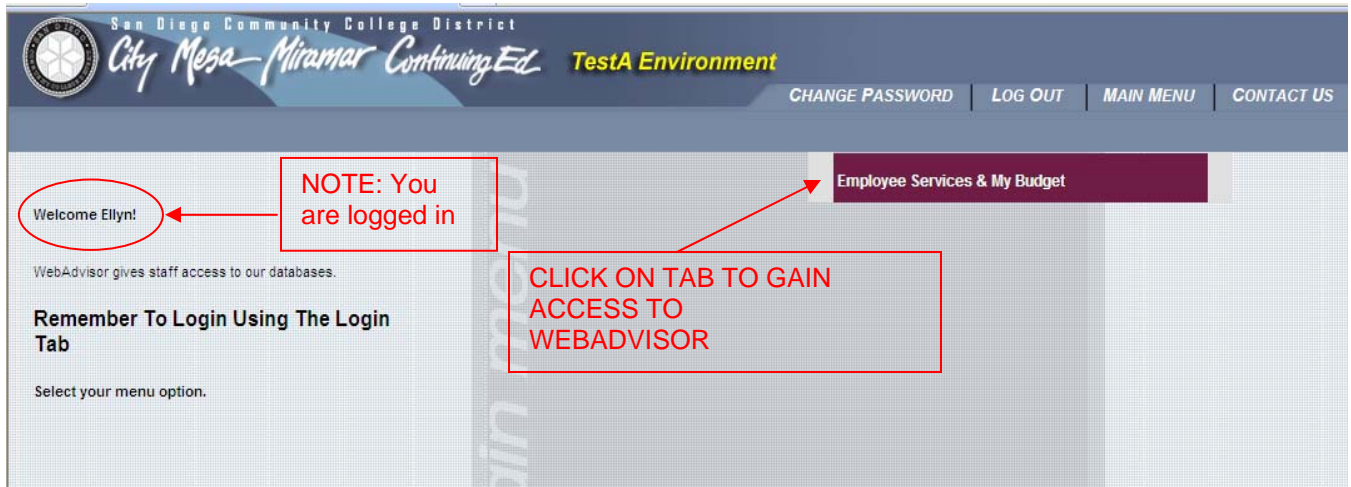 San Diego Community College District
City Mesa Miramar Continuing Ed
TestA Environment
CHANGE PASSWORD
LOG OUT
MAIN MENU
CONTACT US
Welcome Ellyn!
NOTE: You
are logged in
Employee Services & My Budget
WebAdvisor gives staff access to our databases.
CLICK ON TAB TO GAIN
ACCESS TO
WEBADVISOR
Remember To Login Using The Login
Tab
Select your menu option.
ain menu